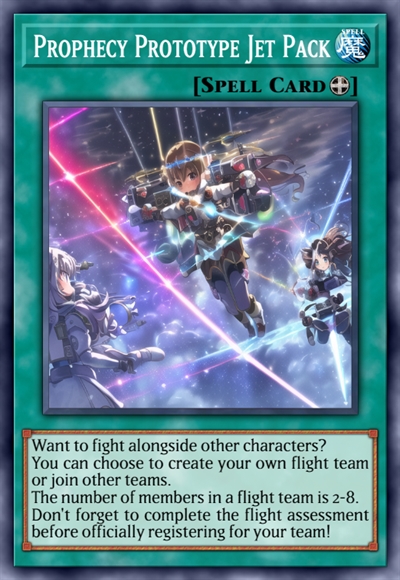 Prophecy Prototype Jet Pack
SPELL
魔
[Spell Card]
Want to fight alongside other characters?
You can choose to create your own flight team
or join other teams.
The number of members in a flight team is 2-8.
Don't forget to complete the flight assessment
before officially registering for your team!